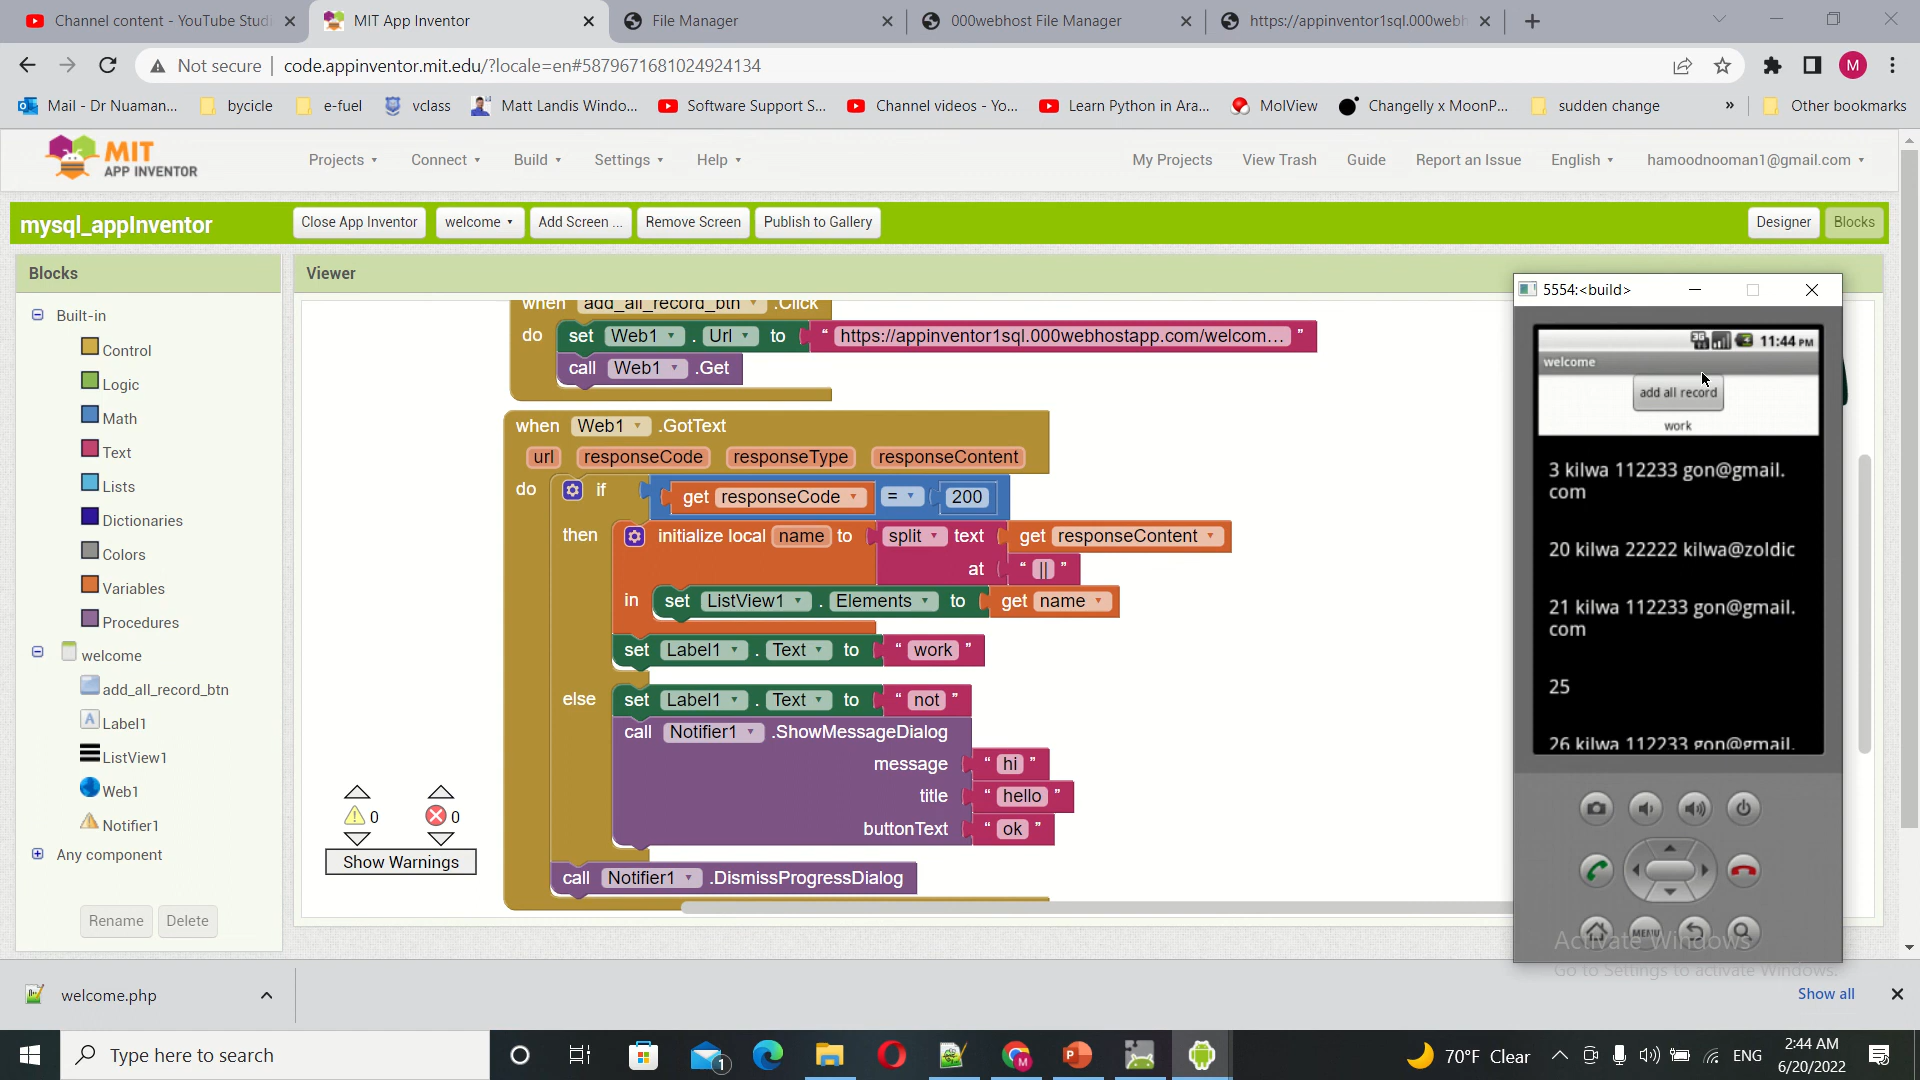 Channel content - YouTube Studi
MIT App Inventor
File Manager
000webhost File Manager
https://appinventor1sql.000webh
Not secure
code.appinventor.mit.edu/?locale=en#5879671681024924134
M
Mail - Dr Nuaman...
bycicle
e-fuel
vclass
Matt Landis Windo...
Software Support S...
Channel videos - Yo...
Learn Python in Ara...
MolView
Changelly x MoonP...
sudden change
»
Other bookmarks
MIT
APP INVENTOR
Projects
Connect
Build
Settings
Help
My Projects
View Trash
Guide
Report an Issue
English
hamoodnooman1@gmail.com
mysql_appInventor
Close App Inventor
welcome
Add Screen ...
Remove Screen
Publish to Gallery
Designer
Blocks
Blocks
Built-in
Control
Logic
Math
Text
Lists
Dictionaries
Colors
Variables
Procedures
welcome
add_all_record_btn
Label1
ListView1
Web1
Notifier1
Any component
Rename
Delete
Viewer
when add_all_record_btn .Click
do set Web1 . Url to “ https://appinventor1sql.000webhostapp.com/welcom... ”
call Web1 .Get
when Web1 .GotText
url responseCode responseType responseContent
do if get responseCode = 200
then initialize local name to split text get responseContent
at “ || ”
in set ListView1 . Elements to get name
set Label1 . Text to “ work ”
else set Label1 . Text to “ not ”
call Notifier1 .ShowMessageDialog
message “ hi ”
title “ hello ”
buttonText “ ok ”
call Notifier1 .DismissProgressDialog
0
0
Show Warnings
5554:<build>
3G
11:44 PM
welcome
add all record
work
3 kilwa 112233 gon@gmail.
com
20 kilwa 22222 kilwa@zoldic
21 kilwa 112233 gon@gmail.
com
25
26 kilwa 112233 gon@gmail.
MENU
Activate Windows
Go to Settings to activate Windows.
welcome.php
Show all
Type here to search
1
M
P
70°F Clear
ENG
2:44 AM
6/20/2022